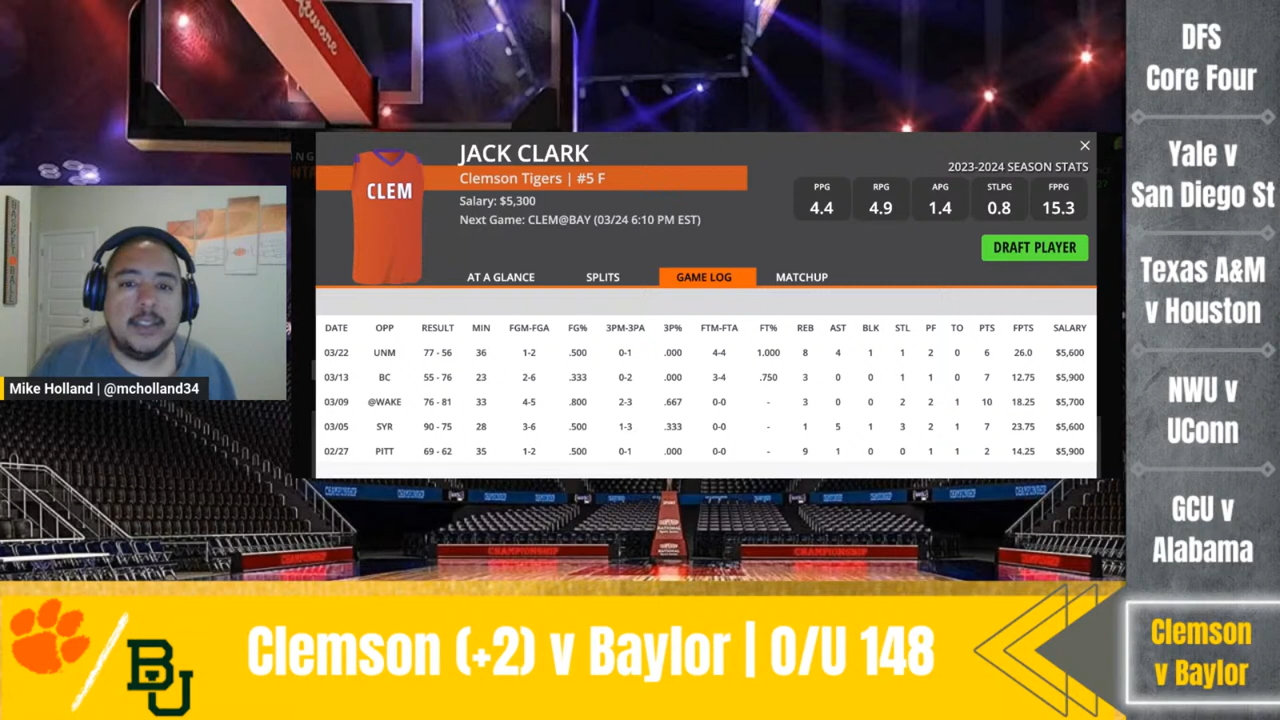 DFS
Core Four
Yale v
San Diego St
Texas A&M
v Houston
NWU v
UConn
GCU v
Alabama
Clemson
v Baylor
JACK CLARK
Clemson Tigers | #5 F
Salary: $5,300
Next Game: CLEM@BAY (03/24 6:10 PM EST)
CLEM
2023-2024 SEASON STATS
PPG RPG APG STLPG FPPG
4.4 4.9 1.4 0.8 15.3
DRAFT PLAYER
AT A GLANCE SPLITS GAME LOG MATCHUP
DATE OPP RESULT MIN FGM-FGA FG% 3PM-3PA 3P% FTM-FTA FT% REB AST BLK STL PF TO PTS FPTS SALARY
03/22 UNM 77 - 56 36 1-2 .500 0-1 .000 4-4 1.000 8 4 1 1 2 0 6 26.0 $5,600
03/13 BC 55 - 76 23 2-6 .333 0-2 .000 3-4 .750 3 0 0 1 1 0 7 12.75 $5,900
03/09 @WAKE 76 - 81 33 4-5 .800 2-3 .667 0-0 - 3 0 0 2 2 1 10 18.25 $5,700
03/05 SYR 90 - 75 28 3-6 .500 1-3 .333 0-0 - 1 5 1 3 2 1 7 23.75 $5,600
02/27 PITT 69 - 62 35 1-2 .500 0-1 .000 0-0 - 9 1 0 0 1 1 2 14.25 $5,900
Mike Holland | @mcholland34
CHAMPIONSHIP
CHAMPIONSHIP
CHAMPIONSHIP
CHAMPIONSHIP
BU
Clemson (+2) v Baylor | O/U 148